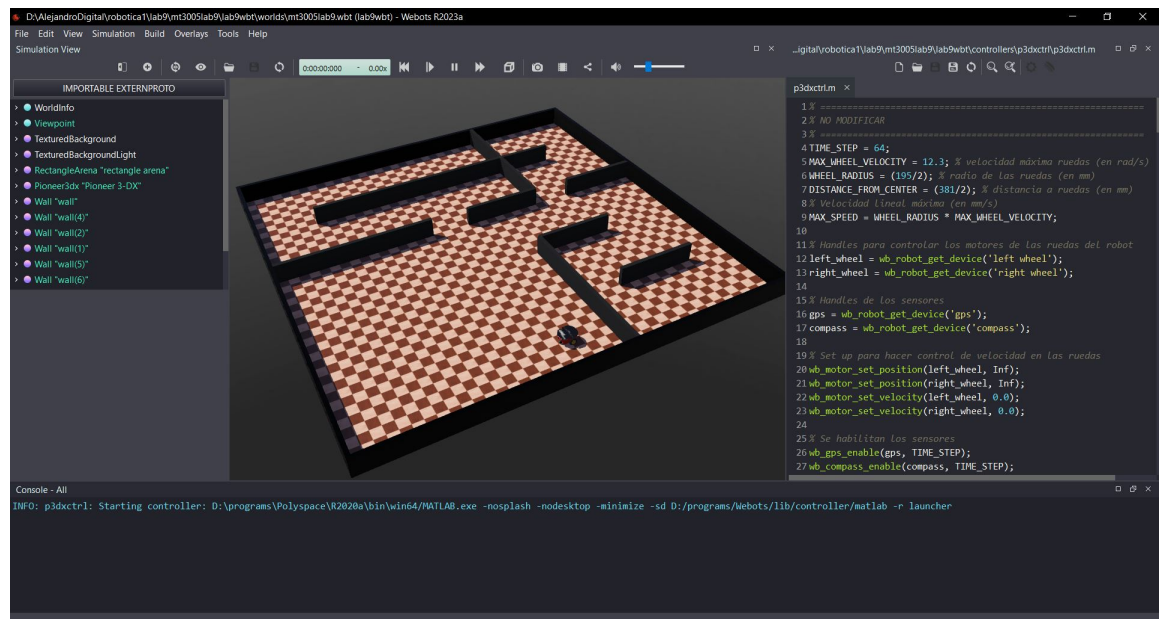 D:\AlejandroDigital\robotica1\lab9\mt3005lab9\lab9wbt\worlds\mt3005lab9.wbt (lab9wbt) - Webots R2023a
File Edit View Simulation Build Overlays Tools Help
Simulation View
0:00:00:000 - 0.00x
IMPORTABLE EXTERNPROTO
WorldInfo
Viewpoint
TexturedBackground
TexturedBackgroundLight
RectangleArena "rectangle arena"
Pioneer3dx "Pioneer 3-DX"
Wall "wall"
Wall "wall(4)"
Wall "wall(2)"
Wall "wall(1)"
Wall "wall(5)"
Wall "wall(6)"
...igital\robotica1\lab9\mt3005lab9\lab9wbt\controllers\p3dxctrl\p3dxctrl.m
p3dxctrl.m ×
1 % ============================================================
2 % NO MODIFICAR
3 % ============================================================
4 TIME_STEP = 64;
5 MAX_WHEEL_VELOCITY = 12.3; % velocidad máxima ruedas (en rad/s)
6 WHEEL_RADIUS = (195/2); % radio de las ruedas (en mm)
7 DISTANCE_FROM_CENTER = (381/2); % distancia a ruedas (en mm)
8 % Velocidad lineal máxima (en mm/s)
9 MAX_SPEED = WHEEL_RADIUS * MAX_WHEEL_VELOCITY;
10
11 % Handles para controlar los motores de las ruedas del robot
12 left_wheel = wb_robot_get_device('left wheel');
13 right_wheel = wb_robot_get_device('right wheel');
14
15 % Handles de los sensores
16 gps = wb_robot_get_device('gps');
17 compass = wb_robot_get_device('compass');
18
19 % Set up para hacer control de velocidad en las ruedas
20 wb_motor_set_position(left_wheel, Inf);
21 wb_motor_set_position(right_wheel, Inf);
22 wb_motor_set_velocity(left_wheel, 0.0);
23 wb_motor_set_velocity(right_wheel, 0.0);
24
25 % Se habilitan los sensores
26 wb_gps_enable(gps, TIME_STEP);
27 wb_compass_enable(compass, TIME_STEP);
Console - All
INFO: p3dxctrl: Starting controller: D:\programs\Polyspace\R2020a\bin\win64/MATLAB.exe -nosplash -nodesktop -minimize -sd D:/programs/Webots/lib/controller/matlab -r launcher